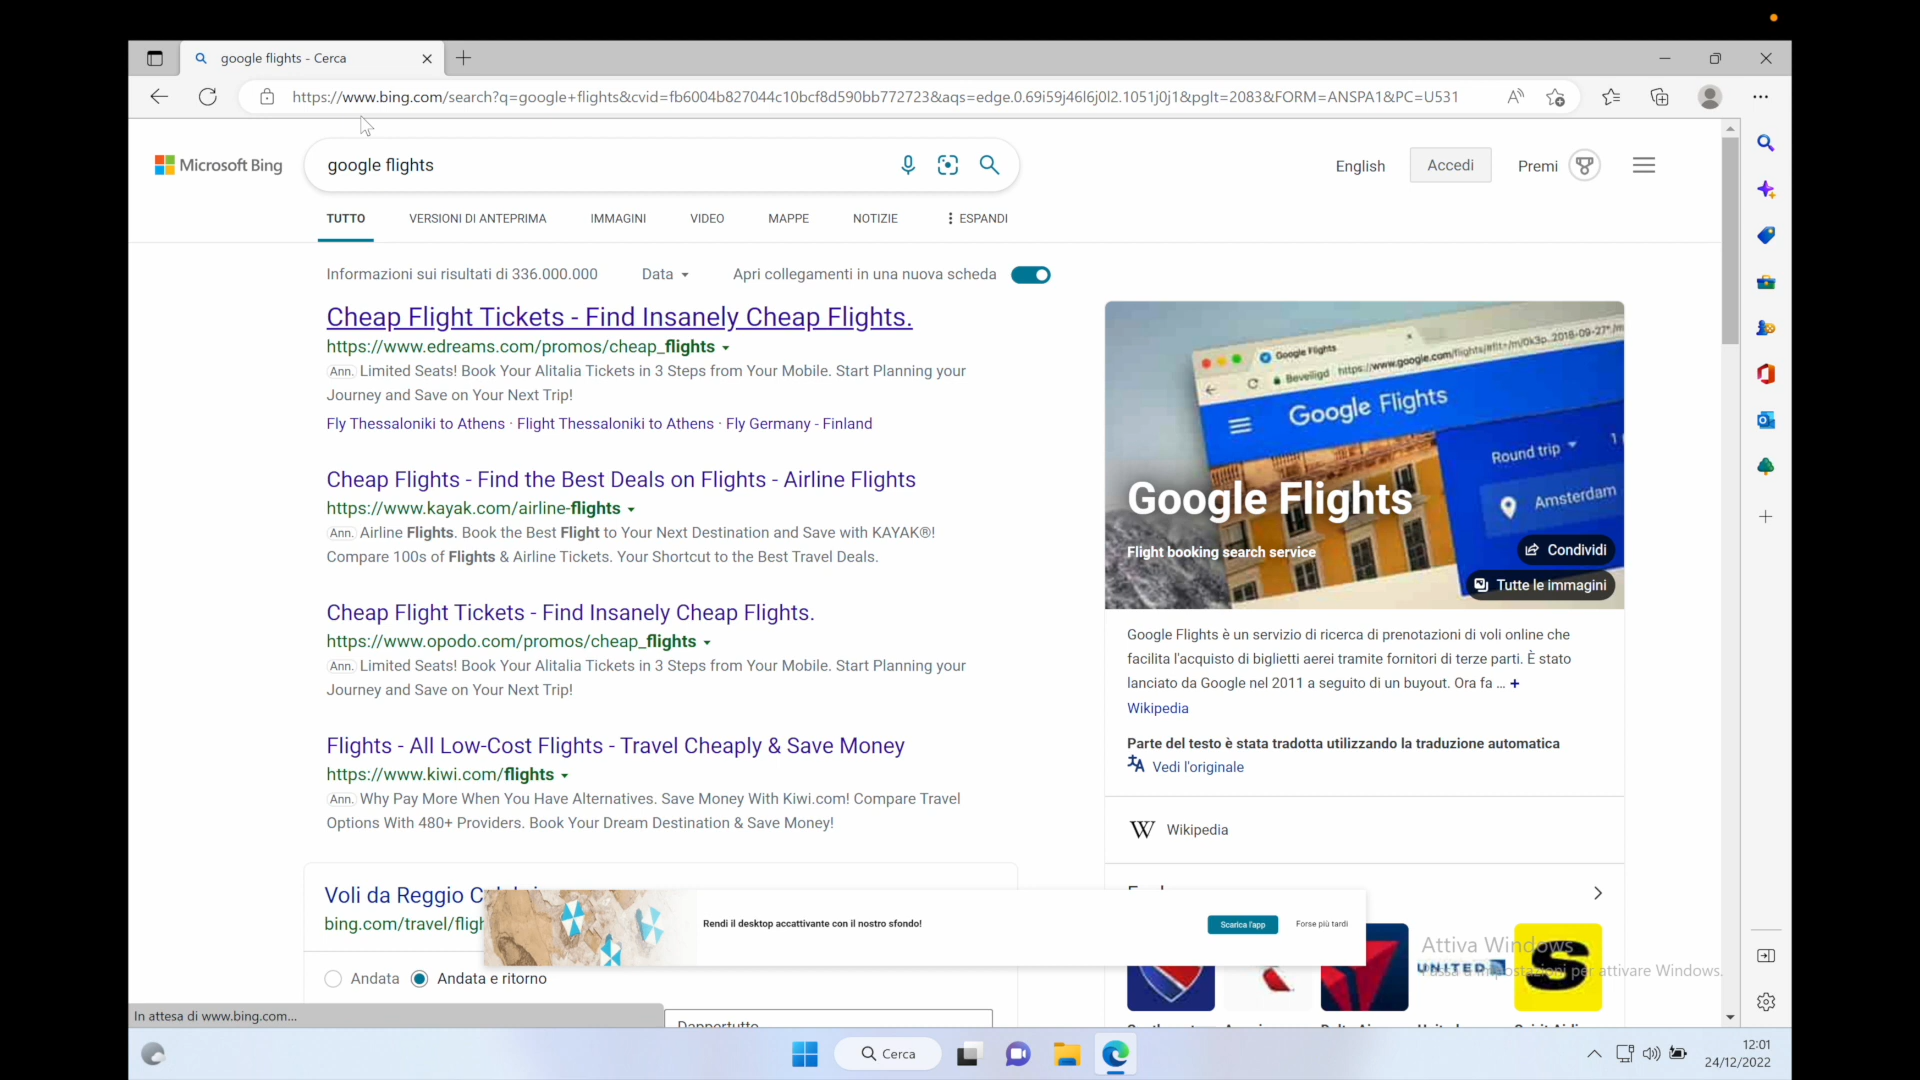 google flights - Cerca
https://www.bing.com/search?q=google+flights&cvid=fb6004b827044c10bcf8d590bb772723&aqs=edge.0.69i59j46l6j0l2.1051j0j1&pglt=2083&FORM=ANSPA1&PC=U531
Microsoft Bing
google flights
English
Accedi
Premi
TUTTO
VERSIONI DI ANTEPRIMA
IMMAGINI
VIDEO
MAPPE
NOTIZIE
ESPANDI
Informazioni sui risultati di 336.000.000
Data
Apri collegamenti in una nuova scheda
Cheap Flight Tickets - Find Insanely Cheap Flights.
https://www.edreams.com/promos/cheap_flights
Ann. Limited Seats! Book Your Alitalia Tickets in 3 Steps from Your Mobile. Start Planning your
Journey and Save on Your Next Trip!
Fly Thessaloniki to Athens · Flight Thessaloniki to Athens · Fly Germany - Finland
Cheap Flights - Find the Best Deals on Flights - Airline Flights
https://www.kayak.com/airline-flights
Ann. Airline Flights. Book the Best Flight to Your Next Destination and Save with KAYAK®!
Compare 100s of Flights & Airline Tickets. Your Shortcut to the Best Travel Deals.
Cheap Flight Tickets - Find Insanely Cheap Flights.
https://www.opodo.com/promos/cheap_flights
Ann. Limited Seats! Book Your Alitalia Tickets in 3 Steps from Your Mobile. Start Planning your
Journey and Save on Your Next Trip!
Flights - All Low-Cost Flights - Travel Cheaply & Save Money
https://www.kiwi.com/flights
Ann. Why Pay More When You Have Alternatives. Save Money With Kiwi.com! Compare Travel
Options With 480+ Providers. Book Your Dream Destination & Save Money!
Voli da Reggio
bing.com/travel/fligh
Andata
Andata e ritorno
In attesa di www.bing.com...
Google Flights
Beveiligd https://www.google.com/flights/
Google Flights
Round trip
Amsterdam
Google Flights
Flight booking search service
Condividi
Tutte le immagini
Google Flights è un servizio di ricerca di prenotazioni di voli online che
facilita l'acquisto di biglietti aerei tramite fornitori di terze parti. È stato
lanciato da Google nel 2011 a seguito di un buyout. Ora fa ... +
Wikipedia
Parte del testo è stata tradotta utilizzando la traduzione automatica
Vedi l'originale
W Wikipedia
Rendi il desktop accattivante con il nostro sfondo!
Scarica l'app
Forse più tardi
UNITED
S
Attiva Windows
per attivare Windows.
Cerca
12:01
24/12/2022